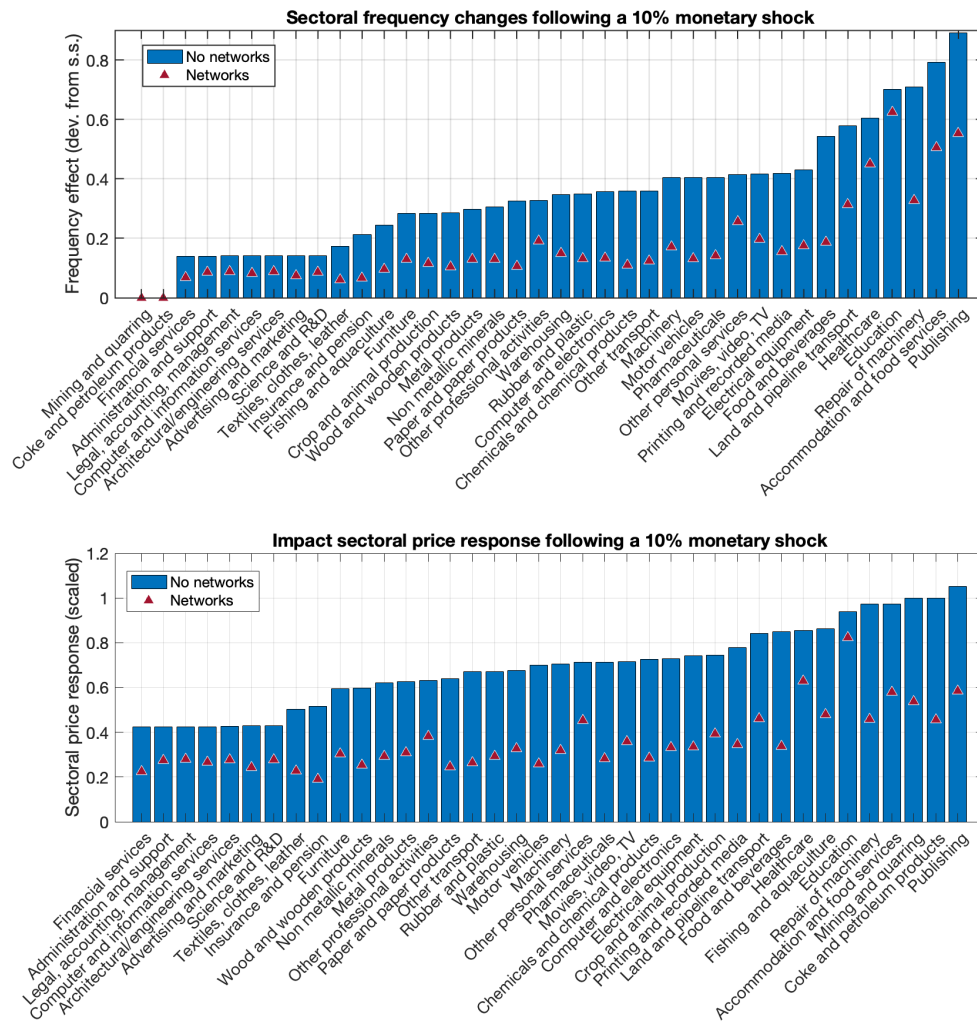 Sectoral frequency changes following a 10% monetary shock
No networks
Networks
Frequency effect (dev. from s.s.)
0.8
0.6
0.4
0.2
0
Mining and quarring
Coke and petroleum products
Financial services
Administration and support
Legal, accounting, management
Computer and information services
Architectural/engineering services
Advertising and marketing
Science and R&D
Textiles, clothes, leather
Insurance and pension
Fishing and aquaculture
Furniture
Crop and animal production
Wood and wooden products
Metal products
Non metallic minerals
Paper and paper products
Other professional activities
Warehousing
Rubber and plastic
Computer and electronics
Chemicals and chemical products
Other transport
Machinery
Motor vehicles
Pharmaceuticals
Other personal services
Movies, video, TV
Printing and recorded media
Electrical equipment
Food and beverages
Land and pipeline transport
Healthcare
Education
Repair of machinery
Accommodation and food services
Publishing
Impact sectoral price response following a 10% monetary shock
No networks
Networks
Sectoral price response (scaled)
1.2
1
0.8
0.6
0.4
0.2
0
Financial services
Administration and support
Legal, accounting, management
Computer and information services
Architectural/engineering services
Advertising and marketing
Science and R&D
Textiles, clothes, leather
Insurance and pension
Furniture
Wood and wooden products
Non metallic minerals
Metal products
Other professional activities
Paper and paper products
Other transport
Rubber and plastic
Warehousing
Motor vehicles
Machinery
Other personal services
Pharmaceuticals
Movies, video, TV
Chemicals and chemical products
Computer and electronics
Electrical equipment
Crop and animal production
Printing and recorded media
Land and pipeline transport
Food and beverages
Healthcare
Fishing and aquaculture
Education
Repair of machinery
Accommodation and food services
Mining and quarring
Coke and petroleum products
Publishing